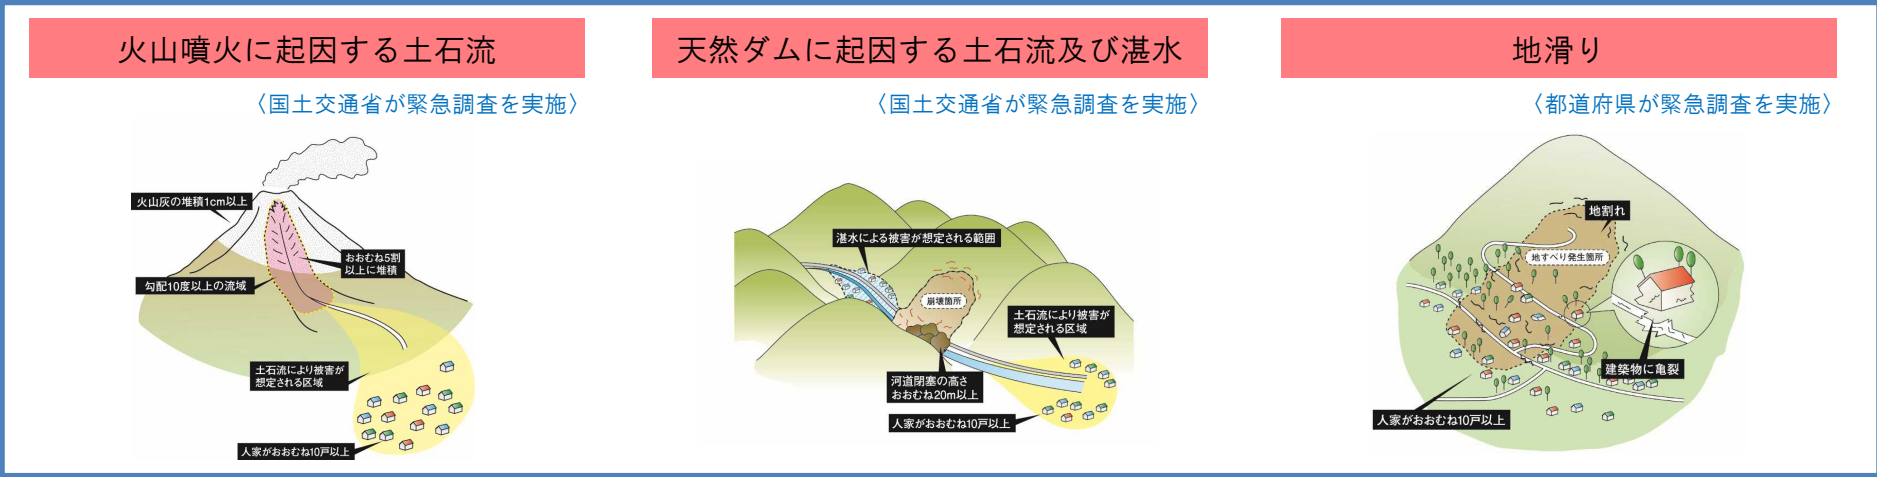 火山噴火に起因する土石流
〈国土交通省が緊急調査を実施〉
火山灰の堆積1cm以上
おおむね5割
以上に堆積
勾配10度以上の流域
土石流により被害が
想定される区域
人家がおおむね10戸以上
天然ダムに起因する土石流及び湛水
〈国土交通省が緊急調査を実施〉
湛水による被害が想定される範囲
崩壊箇所
土石流により被害が
想定される区域
河道閉塞の高さ
おおむね20m以上
人家がおおむね10戸以上
地滑り
〈都道府県が緊急調査を実施〉
地割れ
地すべり発生箇所
建築物に亀裂
人家がおおむね10戸以上